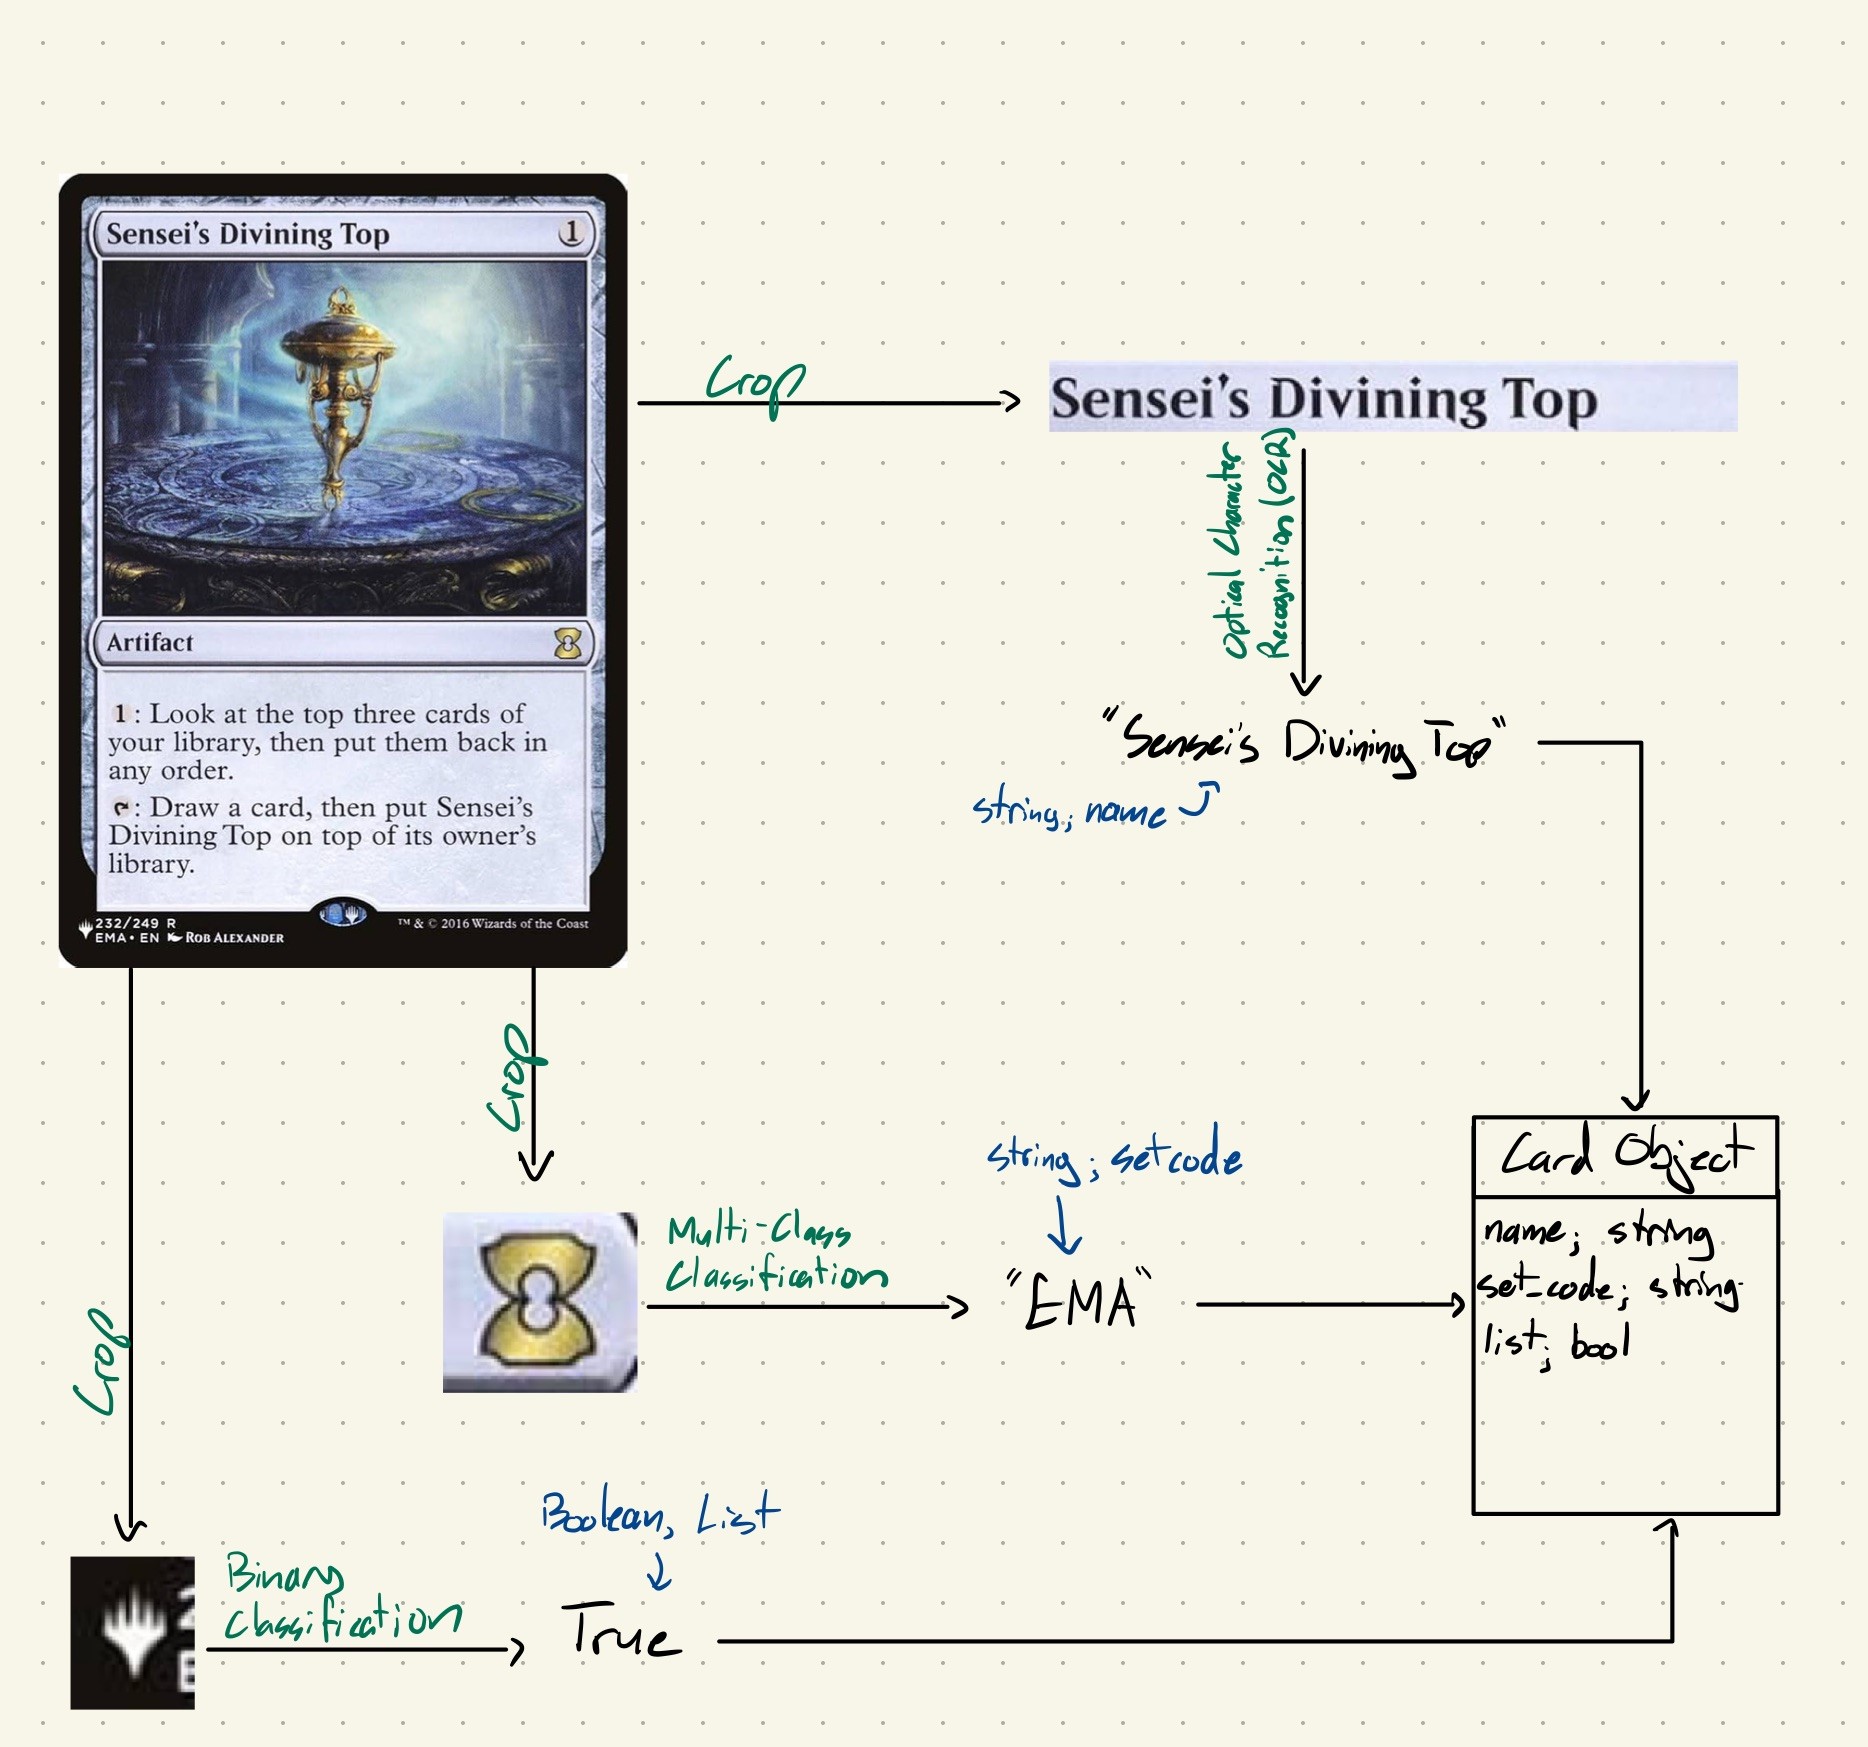 Sensei's Divining Top 1
Artifact
1: Look at the top three cards of
your library, then put them back in
any order.
: Draw a card, then put Sensei's
Divining Top on top of its owner's
library.
232/249 R
EMA • EN ROB ALEXANDER
™ & © 2016 Wizards of the Coast
Crop
Sensei's Divining Top
Optical Character
Recognition (OCR)
"Sensei's Divining Top"
string; name
Crop
Multi-Class
Classification
string; setcode
"EMA"
Card Object
name; string
set_code; string
list; bool
Crop
Binary
Classification
Boolean, List
True